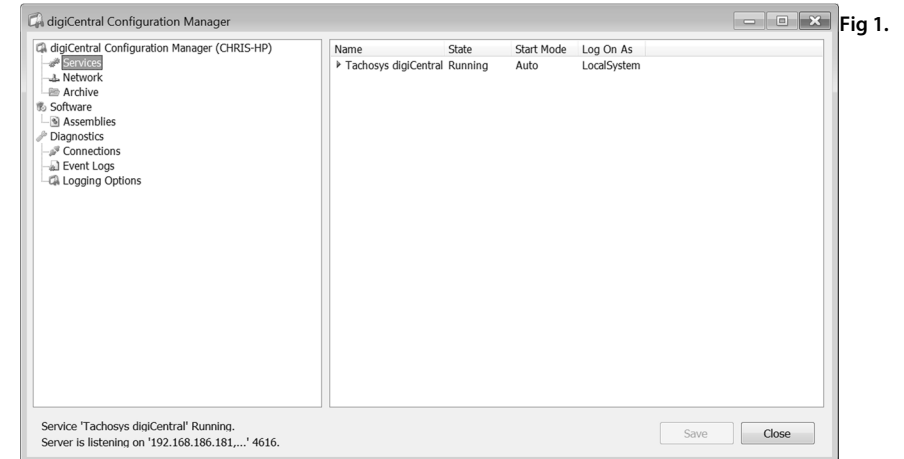 digiCentral Configuration Manager
Fig 1.
digiCentral Configuration Manager (CHRIS-HP)
Services
Network
Archive
Software
Assemblies
Diagnostics
Connections
Event Logs
Logging Options
Name State Start Mode Log On As
Tachosys digiCentral Running Auto LocalSystem
Service 'Tachosys digiCentral' Running.
Server is listening on '192.168.186.181,...' 4616.
Save Close